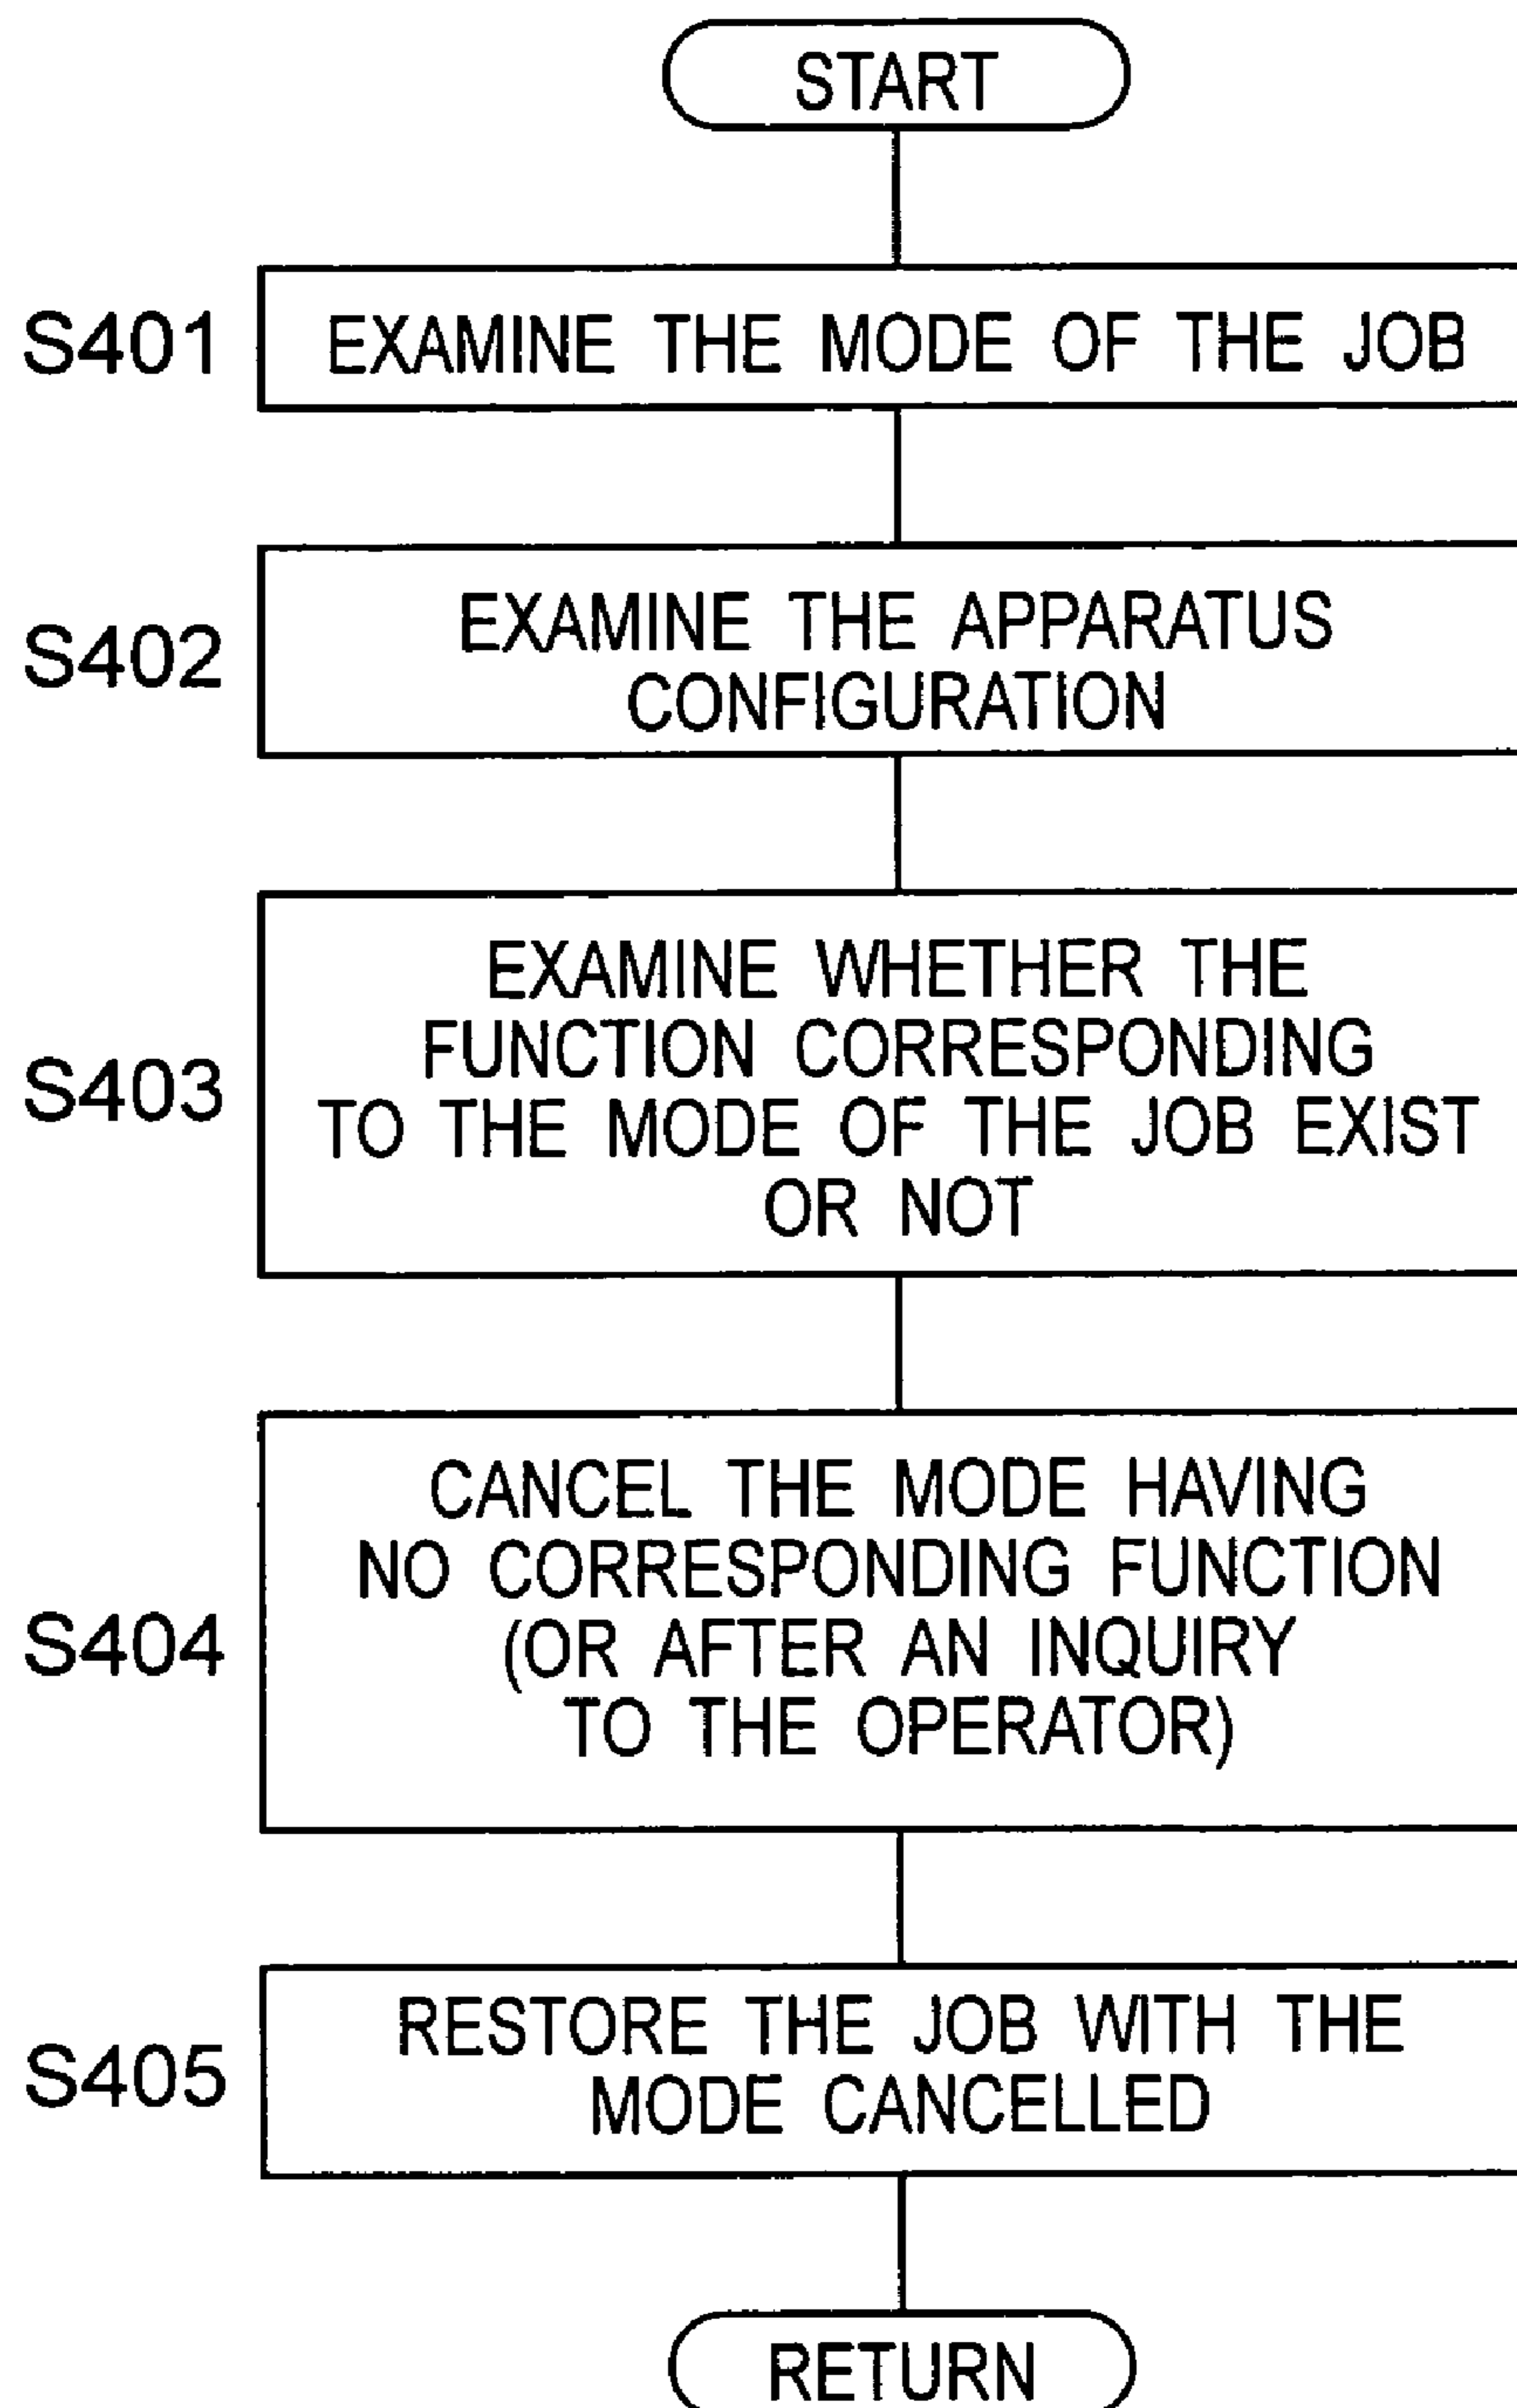 START
S401
EXAMINE THE MODE OF THE JOB
S402
EXAMINE THE APPARATUS
CONFIGURATION
S403
EXAMINE WHETHER THE
FUNCTION CORRESPONDING
TO THE MODE OF THE JOB EXIST
OR NOT
S404
CANCEL THE MODE HAVING
NO CORRESPONDING FUNCTION
(OR AFTER AN INQUIRY
TO THE OPERATOR)
S405
RESTORE THE JOB WITH THE
MODE CANCELLED
RETURN